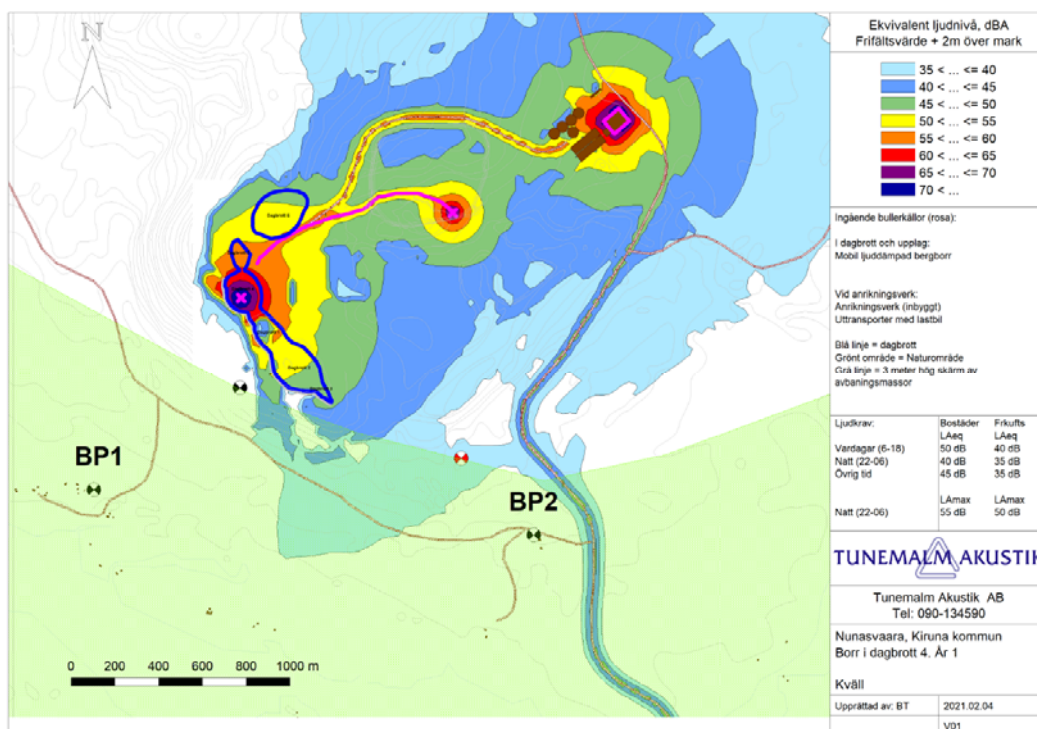 N
Dagbrott 5
BP1
BP2
0 200 400 600 800 1000 m
Ekvivalent ljudnivå, dBA
Frifältsvärde + 2m över mark
35 < ... <= 40
40 < ... <= 45
45 < ... <= 50
50 < ... <= 55
55 < ... <= 60
60 < ... <= 65
65 < ... <= 70
70 < ...
Ingående bullerkällor (rosa):
I dagbrott och upplag:
Mobil ljuddämpad bergborr
Vid anrikningsverk:
Anrikningsverk (inbyggt)
Uttransporter med lastbil
Blå linje = dagbrott
Grönt område = Naturområde
Grå linje = 3 meter hög skärm av
avbaningsmassor
Ljudkrav: Bostäder Frkufts
LAeq LAeq
Vardagar (6-18) 50 dB 40 dB
Natt (22-06) 40 dB 35 dB
Övrig tid 45 dB 35 dB
LAmax LAmax
Natt (22-06) 55 dB 50 dB
TUNEMALM AKUSTIK
Tunemalm Akustik AB
Tel: 090-134590
Nunasvaara, Kiruna kommun
Borr i dagbrott 4. År 1
Kväll
Upprättad av: BT 2021.02.04
V01